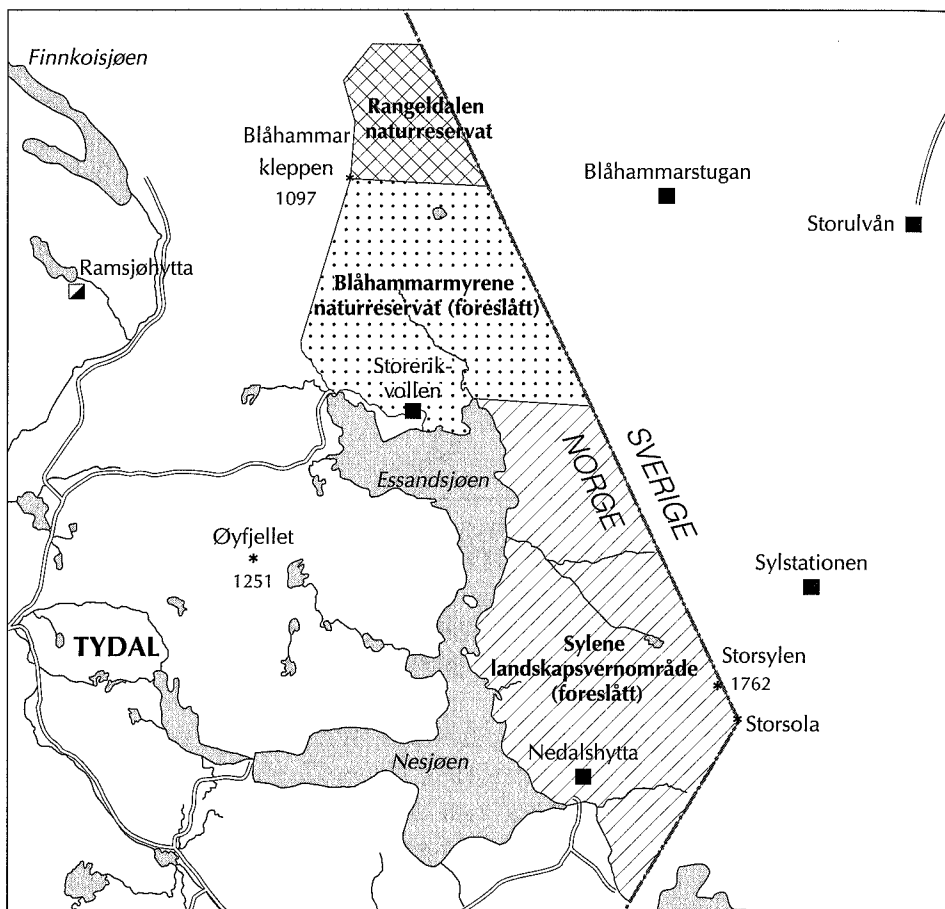 Finnkoisjøen
Rangeldalen
naturreservat
Blåhammar
kleppen
1097
Blåhammarstugan
Storulvån
Ramsjøhytta
Blåhammarmyrene
naturreservat (foreslått)
Storerik-
vollen
NORGE
SVERIGE
Essandsjøen
Øyfjellet
1251
Sylstationen
TYDAL
Sylene
landskapsvernområde
(foreslått)
Storsylen
1762
Storsola
Nedalshytta
Nesjøen